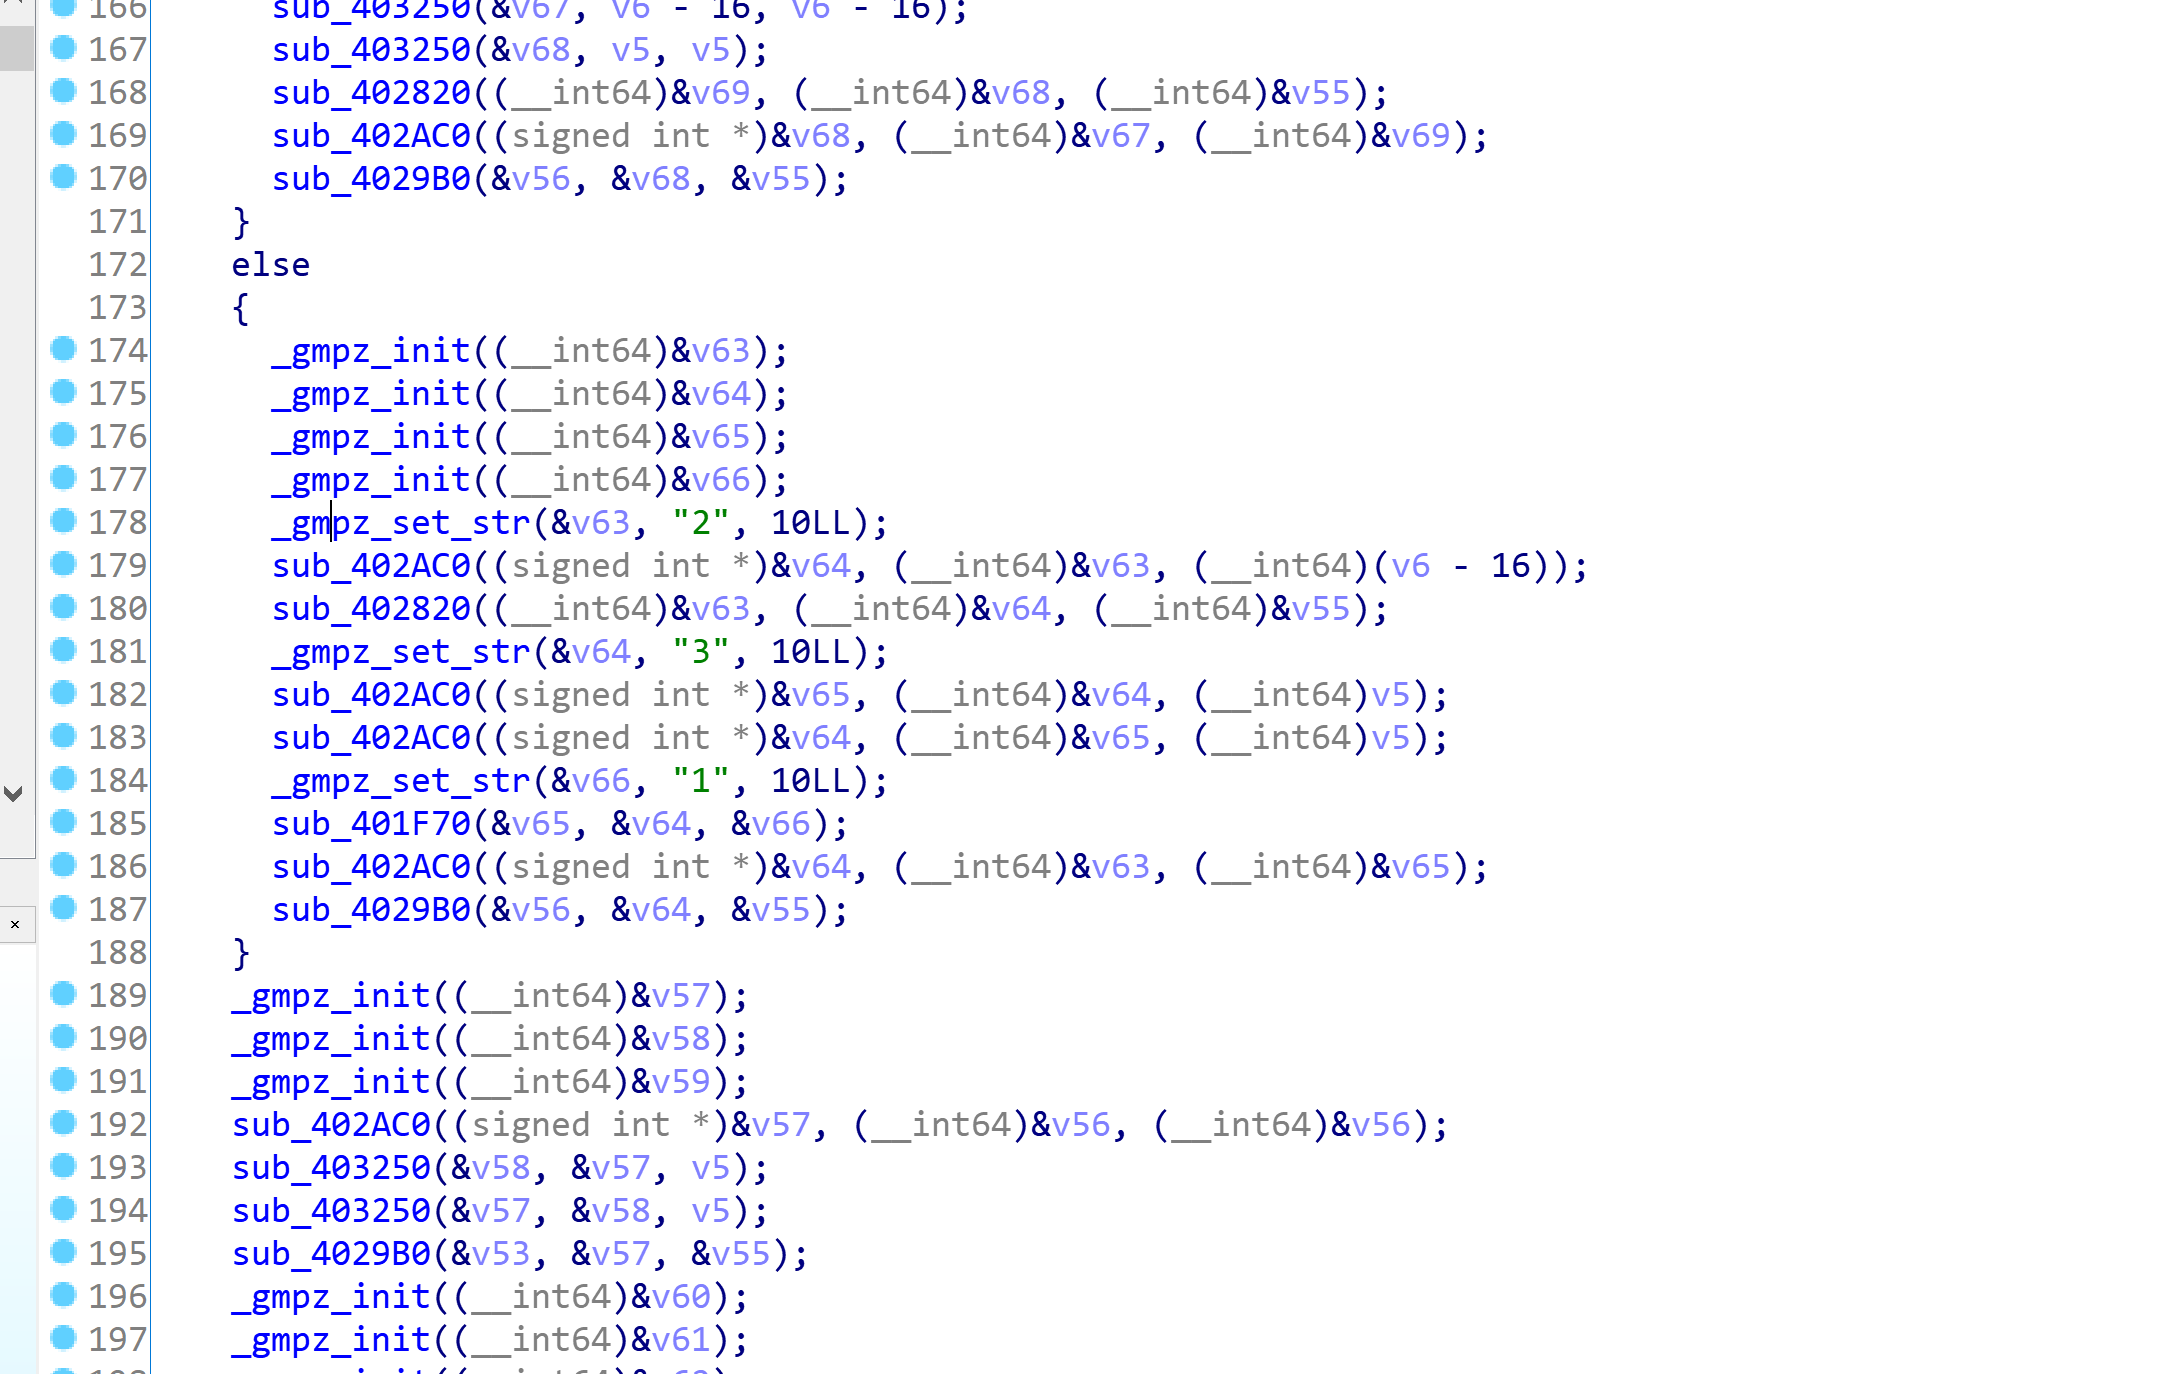 166 sub_403250(&v67, v6 - 16, v6 - 16);
167 sub_403250(&v68, v5, v5);
168 sub_402820((__int64)&v69, (__int64)&v68, (__int64)&v55);
169 sub_402AC0((signed int *)&v68, (__int64)&v67, (__int64)&v69);
170 sub_4029B0(&v56, &v68, &v55);
171 }
172 else
173 {
174 _gmpz_init((__int64)&v63);
175 _gmpz_init((__int64)&v64);
176 _gmpz_init((__int64)&v65);
177 _gmpz_init((__int64)&v66);
178 _gmpz_set_str(&v63, "2", 10LL);
179 sub_402AC0((signed int *)&v64, (__int64)&v63, (__int64)(v6 - 16));
180 sub_402820((__int64)&v63, (__int64)&v64, (__int64)&v55);
181 _gmpz_set_str(&v64, "3", 10LL);
182 sub_402AC0((signed int *)&v65, (__int64)&v64, (__int64)v5);
183 sub_402AC0((signed int *)&v64, (__int64)&v65, (__int64)v5);
184 _gmpz_set_str(&v66, "1", 10LL);
185 sub_401F70(&v65, &v64, &v66);
186 sub_402AC0((signed int *)&v64, (__int64)&v63, (__int64)&v65);
187 sub_4029B0(&v56, &v64, &v55);
188 }
189 _gmpz_init((__int64)&v57);
190 _gmpz_init((__int64)&v58);
191 _gmpz_init((__int64)&v59);
192 sub_402AC0((signed int *)&v57, (__int64)&v56, (__int64)&v56);
193 sub_403250(&v58, &v57, v5);
194 sub_403250(&v57, &v58, v5);
195 sub_4029B0(&v53, &v57, &v55);
196 _gmpz_init((__int64)&v60);
197 _gmpz_init((__int64)&v61);